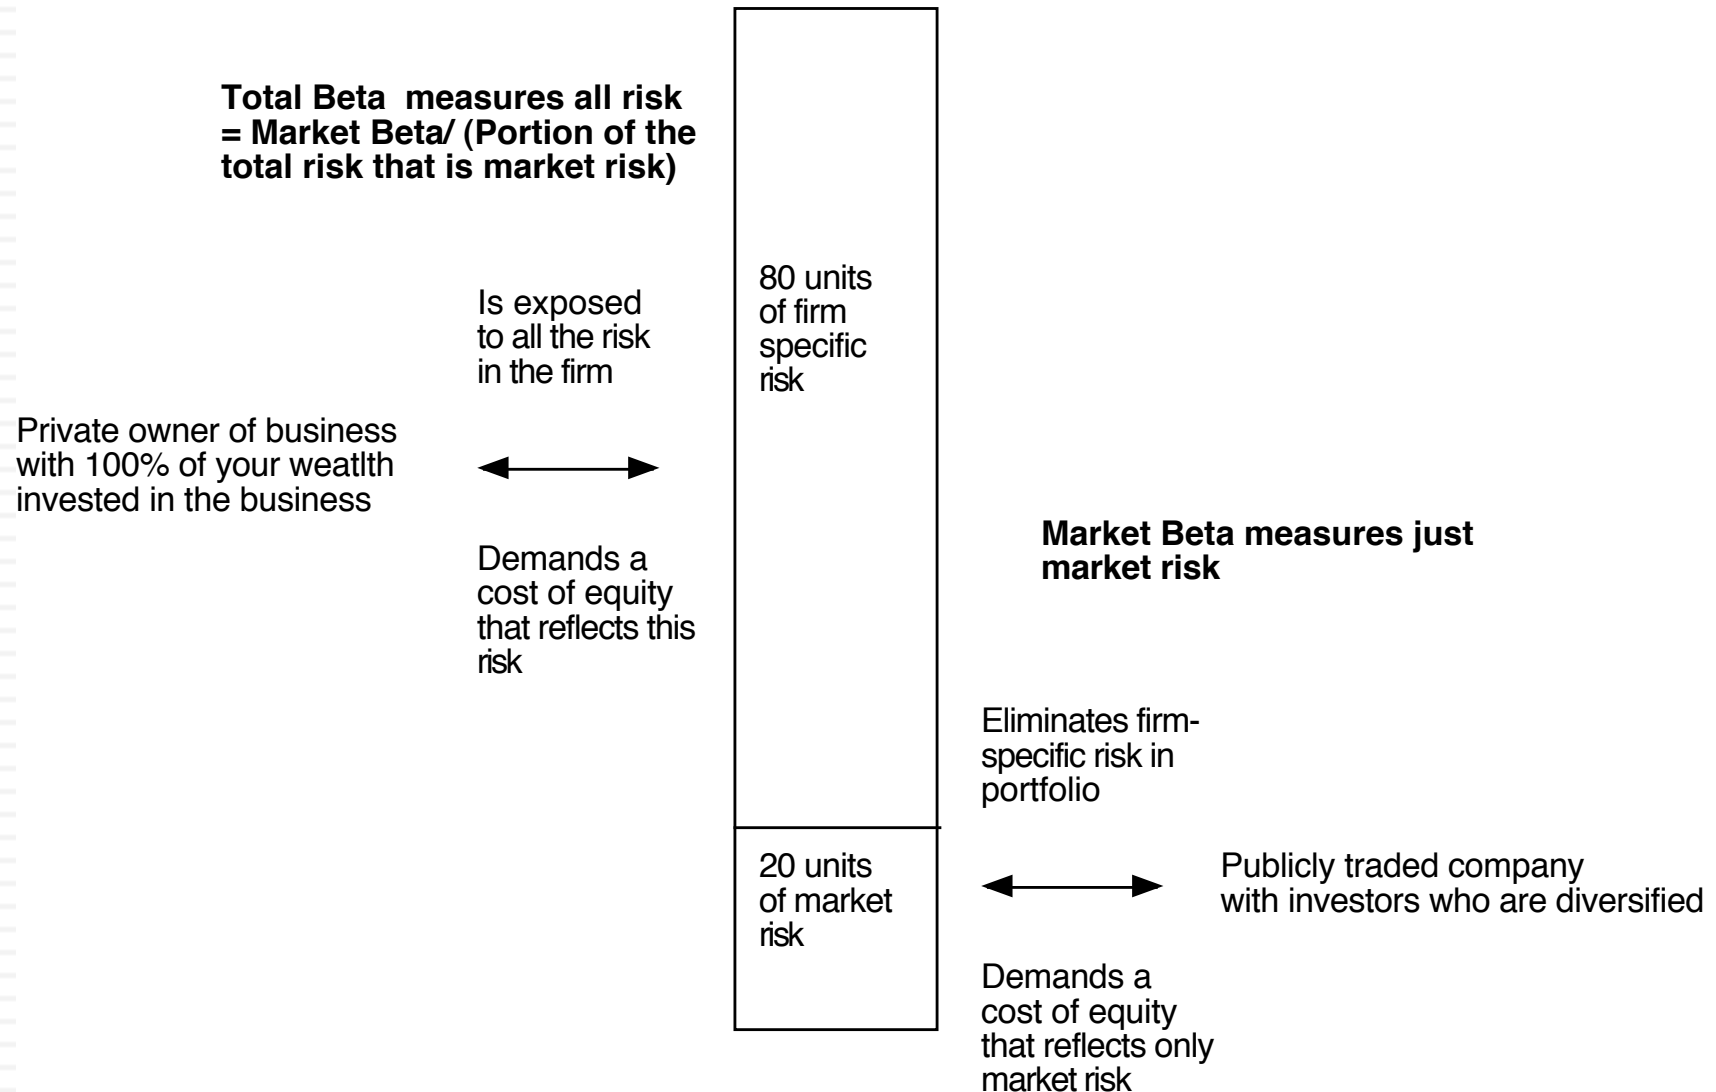 Total Beta  measures all risk
= Market Beta/ (Portion of the
total risk that is market risk)
80 units
of firm
specific
risk
Is exposed
to all the risk
in the firm
Private owner of business
with 100% of your weatlth
invested in the business
Demands a
cost of equity
that reflects this
risk
Market Beta measures just
market risk
Eliminates firm-
specific risk in
portfolio
20 units
of market
risk
Publicly traded company
with investors who are diversified
Demands a
cost of equity
that reflects only
market risk